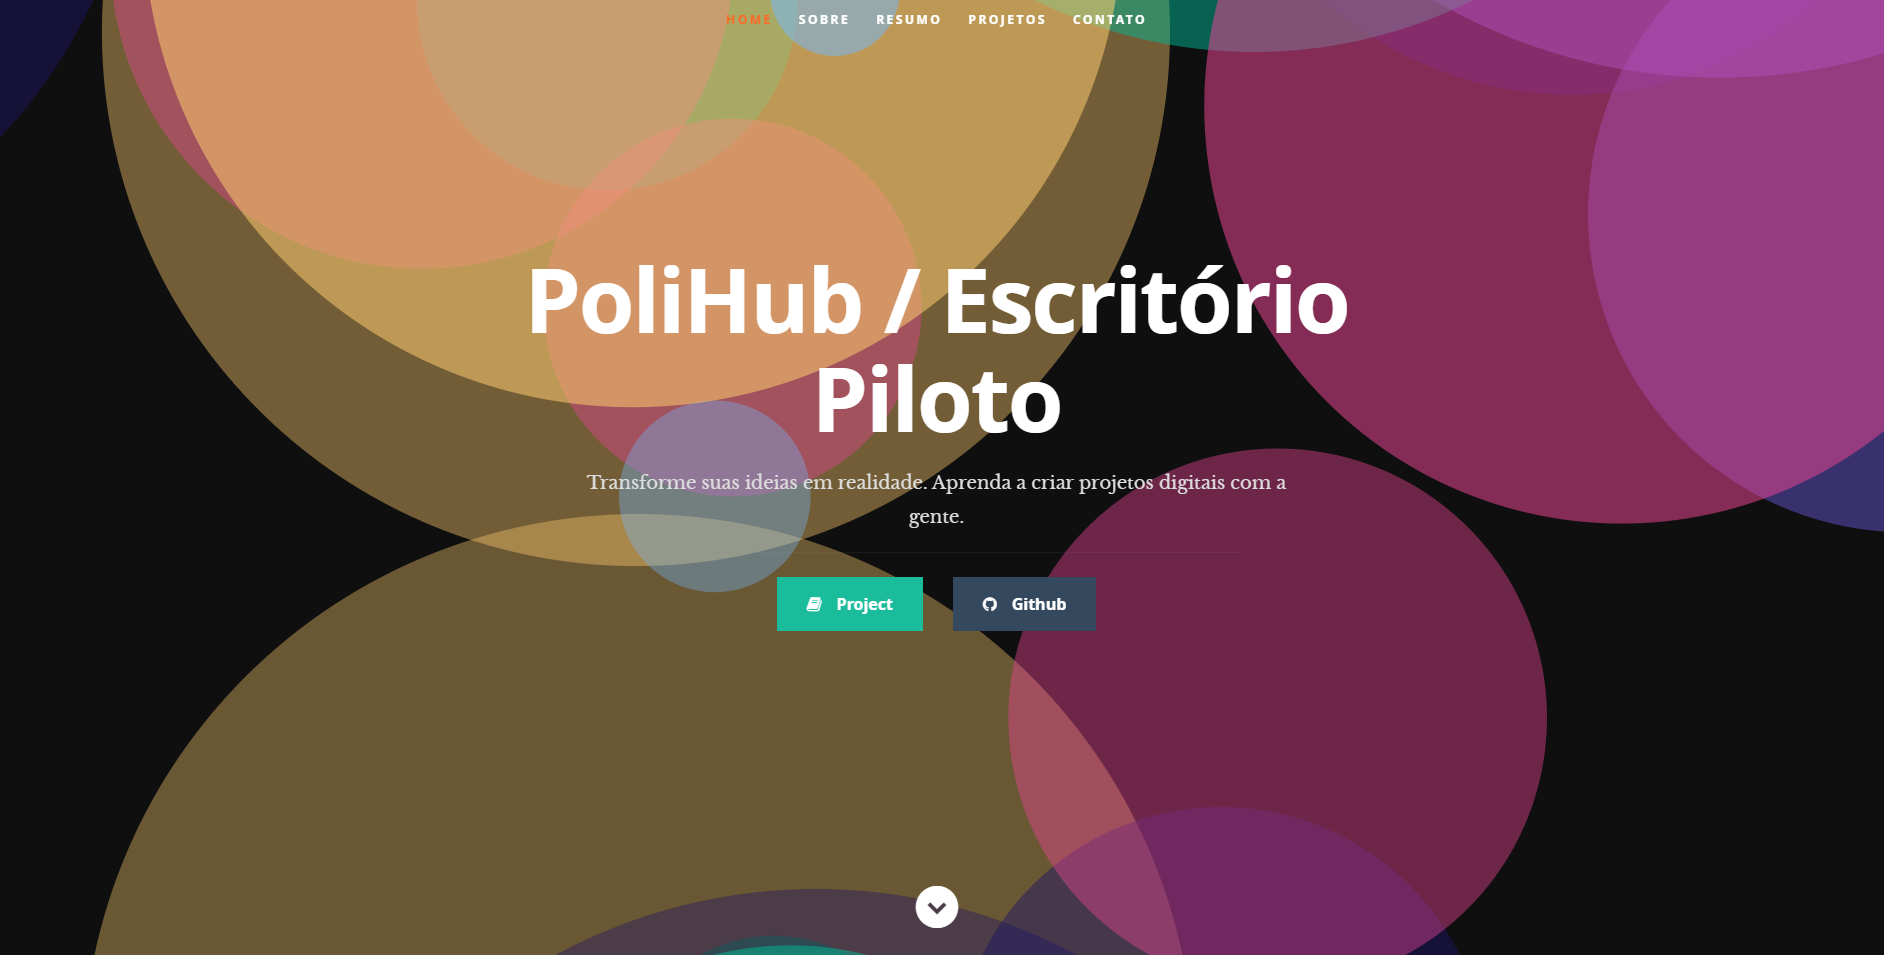 HOME SOBRE RESUMO PROJETOS CONTATO
PoliHub / Escritório
Piloto
Transforme suas ideias em realidade. Aprenda a criar projetos digitais com a
gente.
Project Github